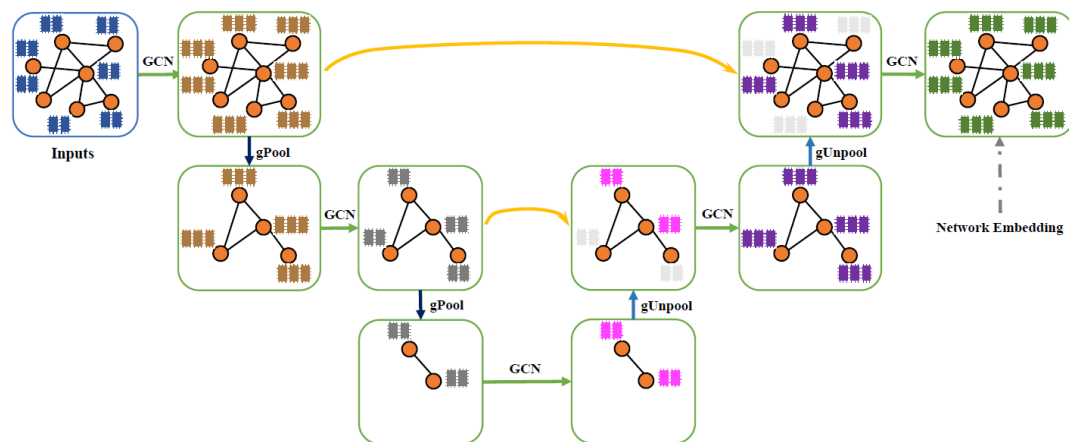 GCN
GCN
Inputs
gPool
gUnpool
GCN
GCN
Network Embedding
gPool
gUnpool
GCN